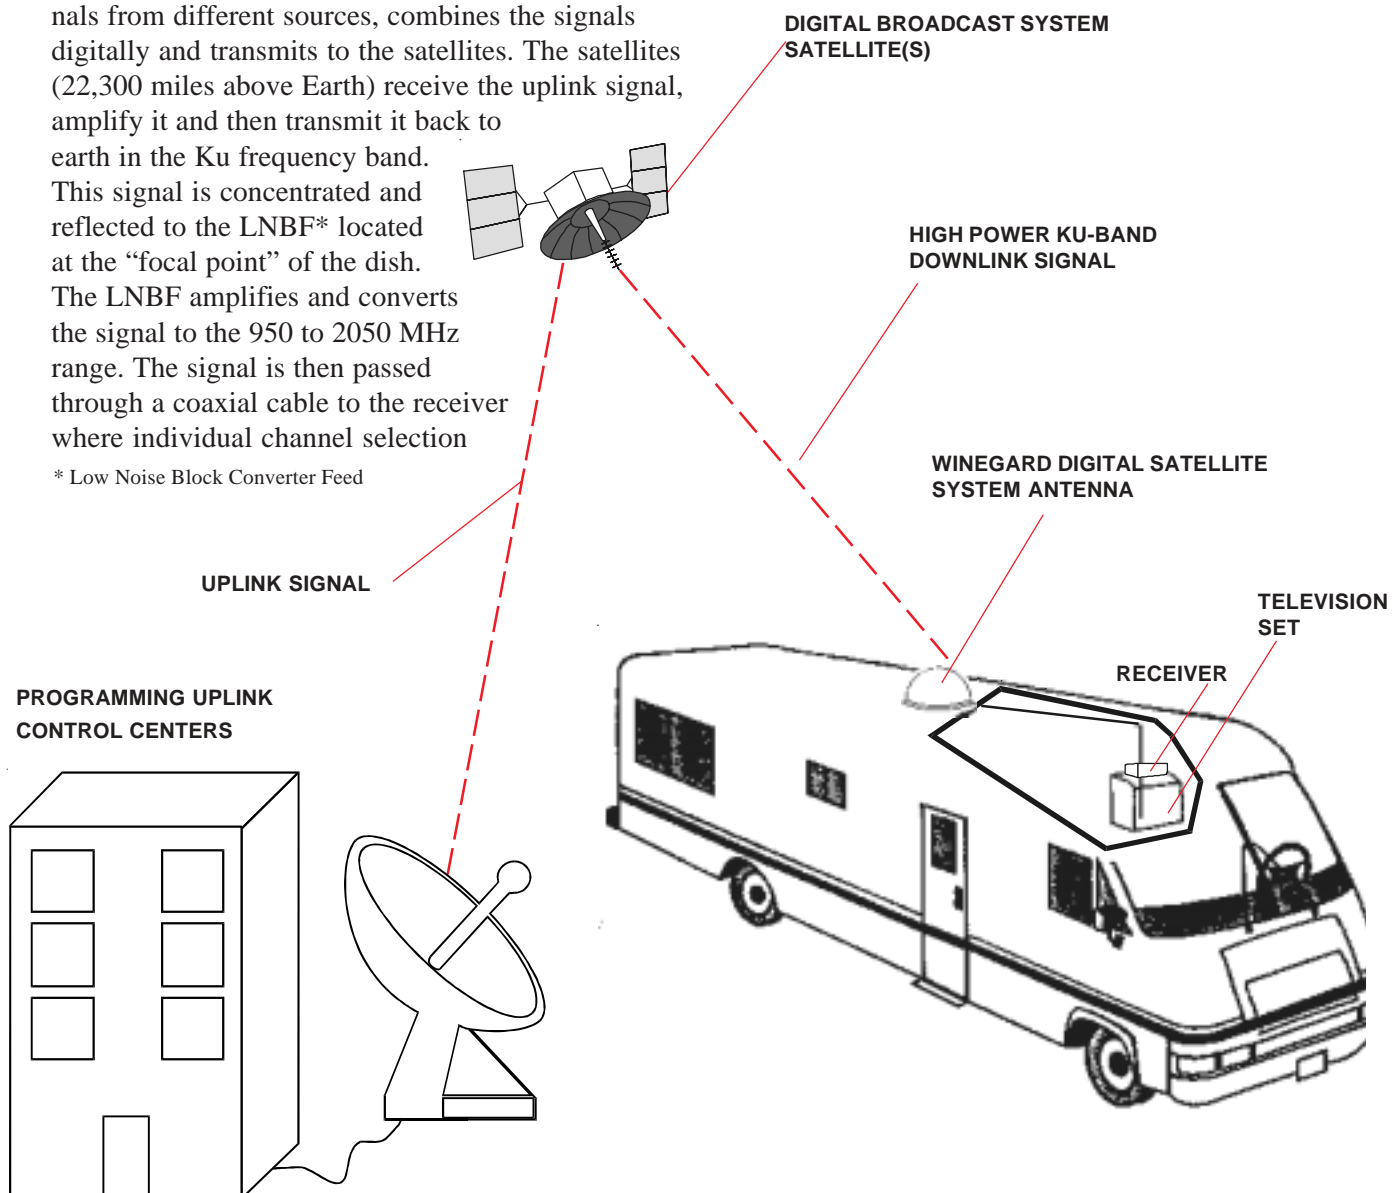 nals from different sources, combines the signals
digitally and transmits to the satellites. The satellites
(22,300 miles above Earth) receive the uplink signal,
amplify it and then transmit it back to
earth in the Ku frequency band.
This signal is concentrated and
reflected to the LNBF* located
at the “focal point” of the dish.
The LNBF amplifies and converts
the signal to the 950 to 2050 MHz
range. The signal is then passed
through a coaxial cable to the receiver
where individual channel selection
* Low Noise Block Converter Feed
DIGITAL BROADCAST SYSTEM
SATELLITE(S)
HIGH POWER KU-BAND
DOWNLINK SIGNAL
WINEGARD DIGITAL SATELLITE
SYSTEM ANTENNA
UPLINK SIGNAL
TELEVISION
SET
RECEIVER
PROGRAMMING UPLINK
CONTROL CENTERS